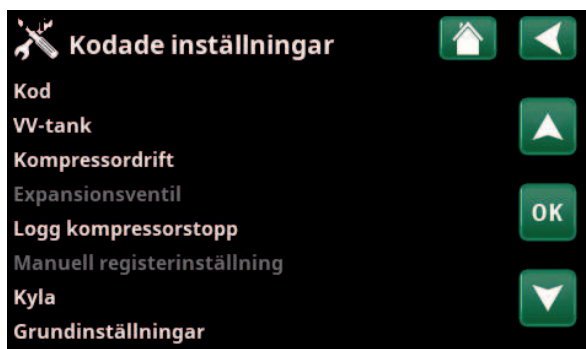 Kodade inställningar
Kod
VV-tank
Kompressordrift
Expansionsventil
OK
Logg kompressorstopp
Manuell registerinställning
Kyla
Grundinställningar